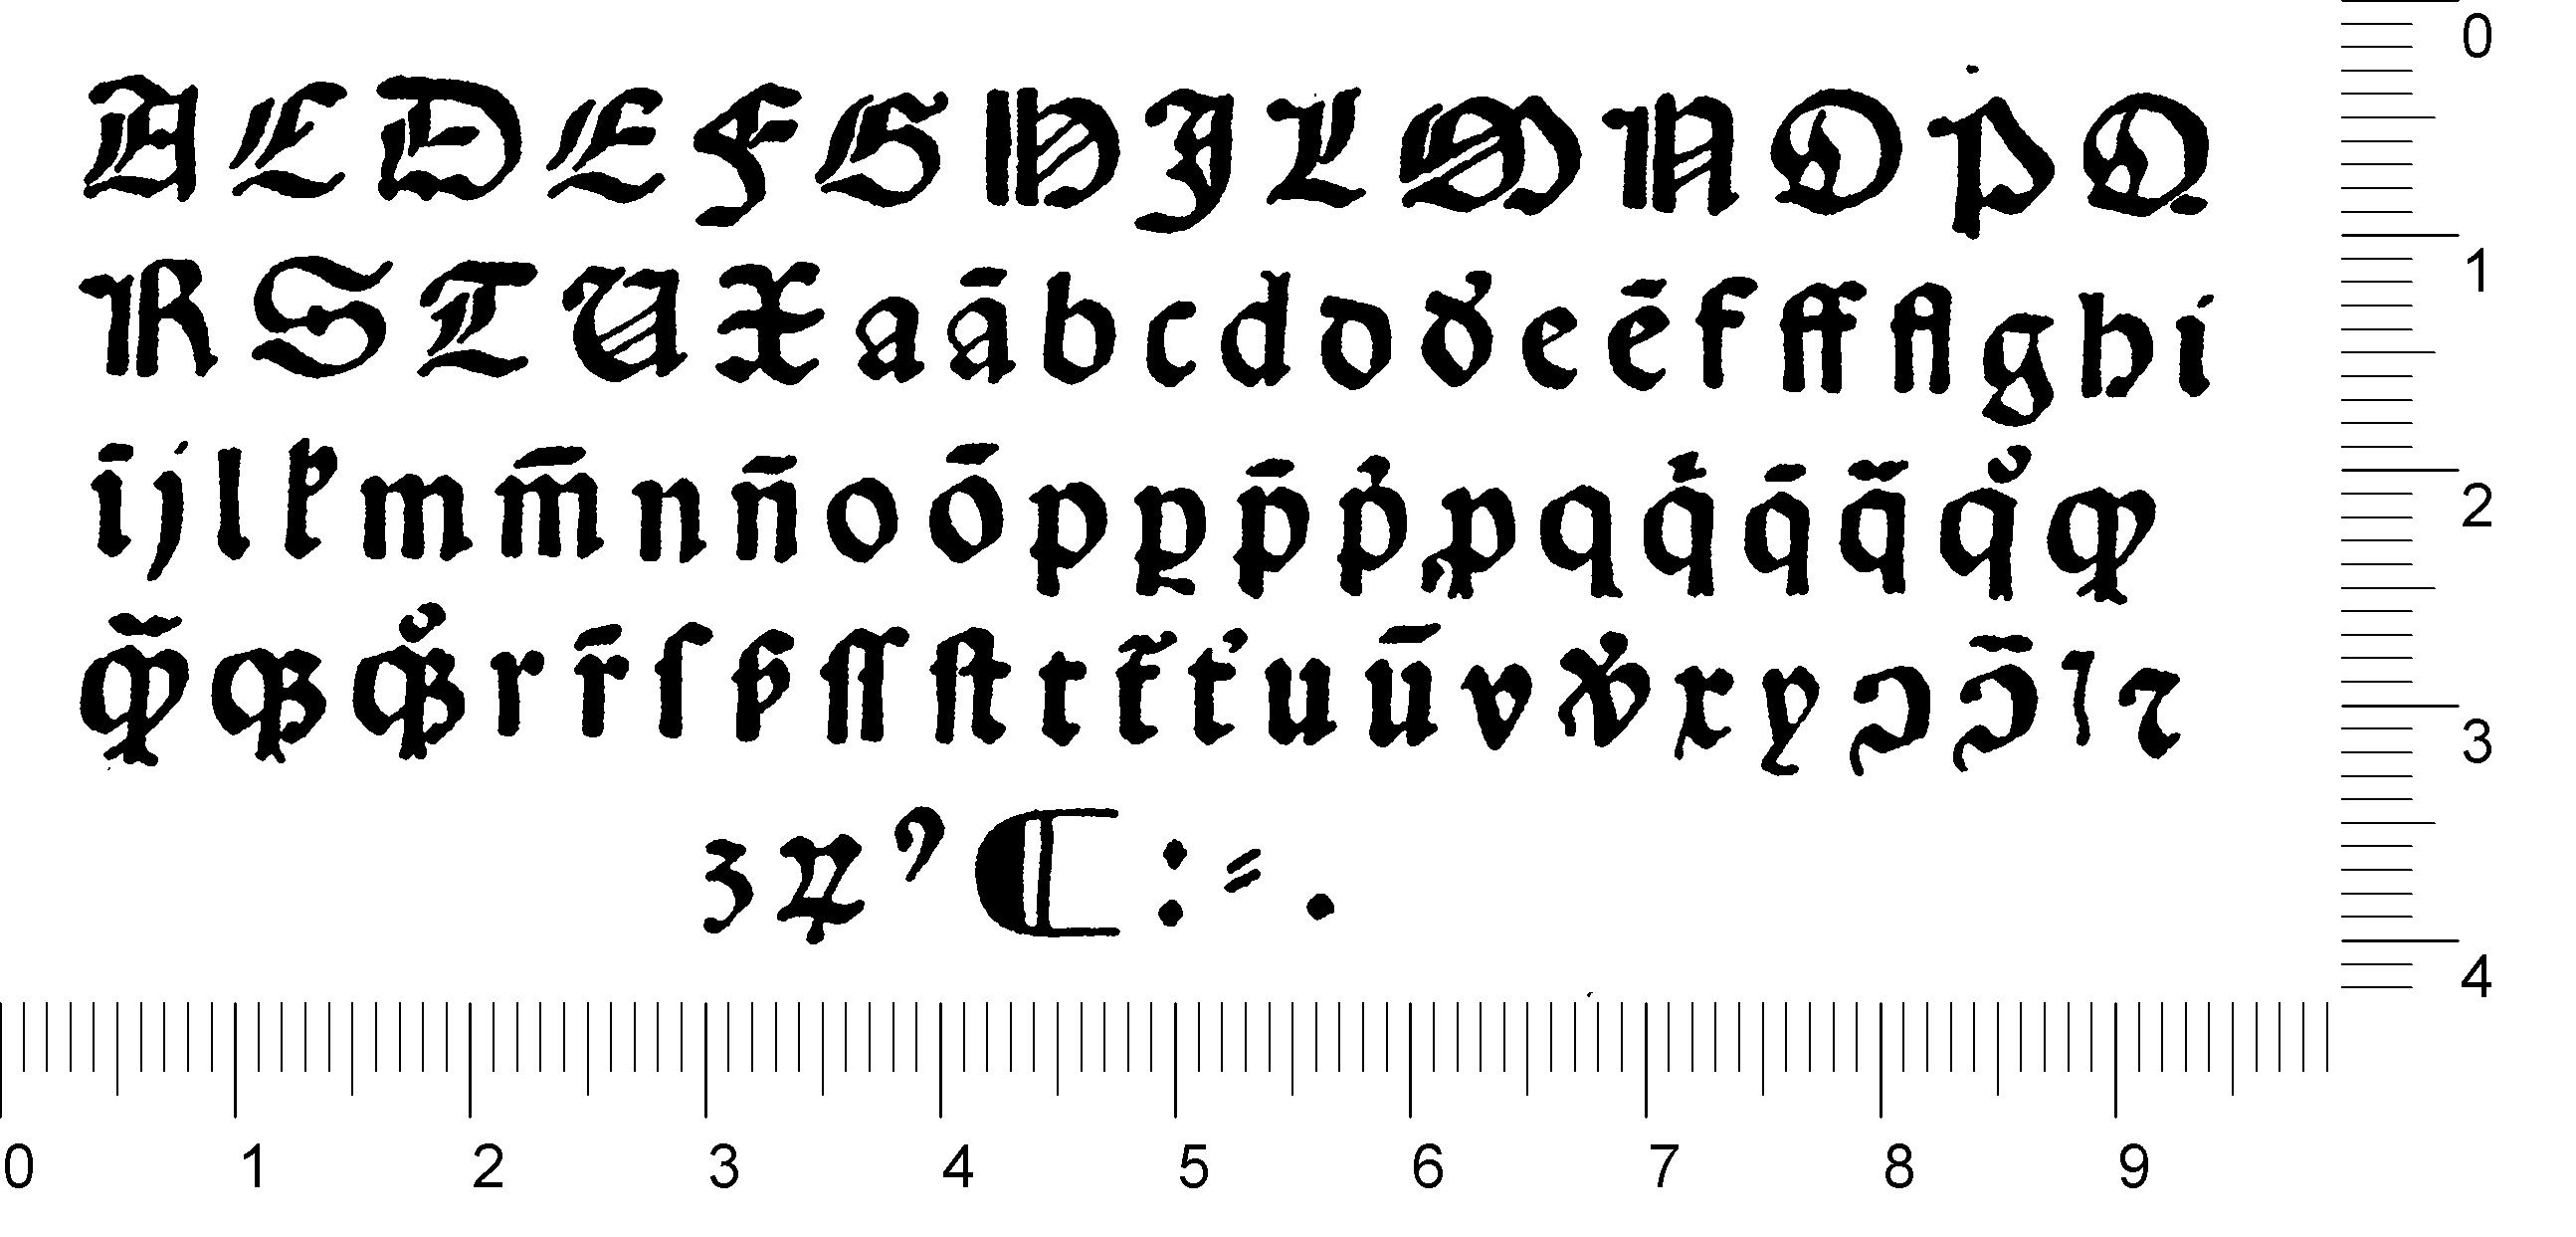 A C D E F G H I L M N O P Q
R S T U X a ā b c d d d̾ e ē f ff fl g h i
ī j l k m m̄ n n̄ o ō p ꝑ p̄ p̾ ꝓ q q̄ q̃
r r̄ ſ ſſ ſt t t̃ t̾ u ū v x y ꝯ ꝯ̄ ꝛ
ꝫ ꝶ ꝰ ℂ : ⸗ .
0
1
2
3
4
0 1 2 3 4 5 6 7 8 9